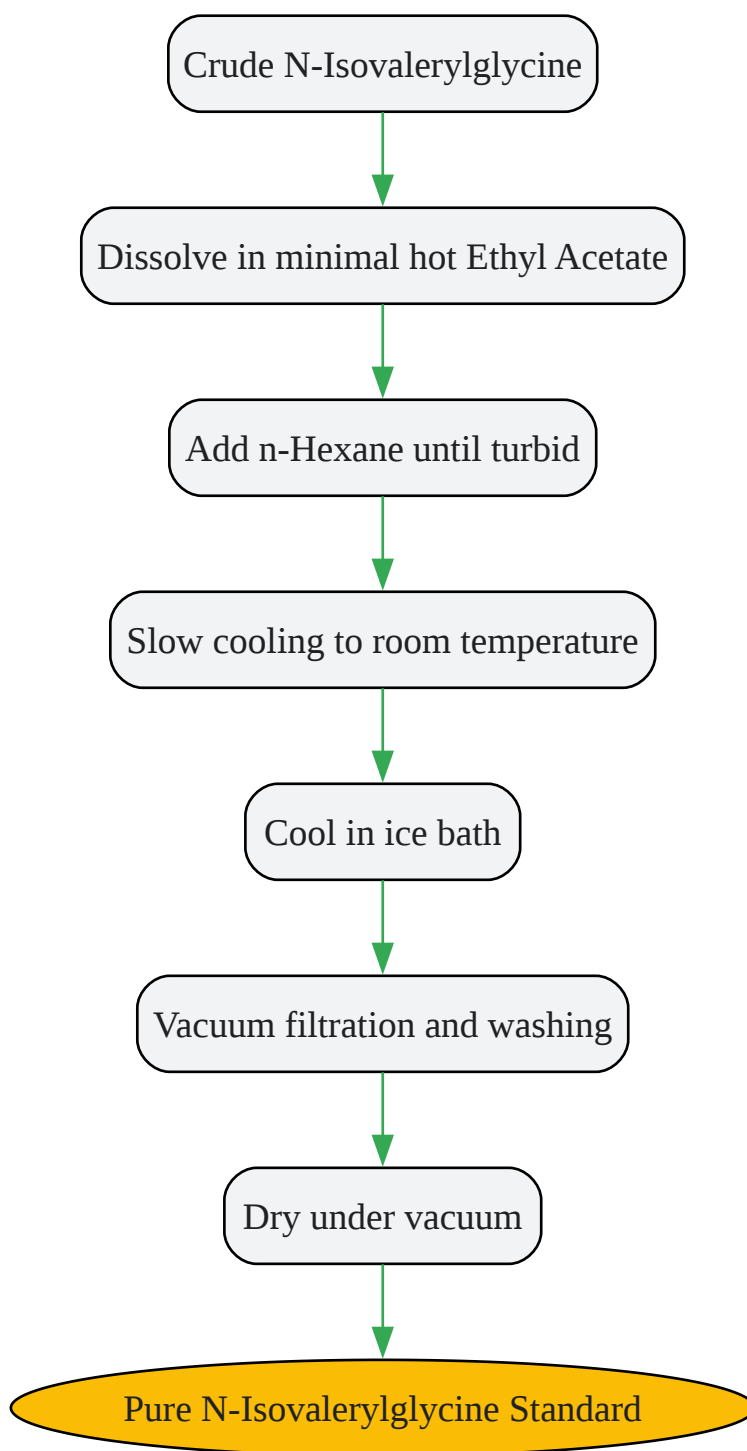 Crude N-Isovalerylglycine
Dissolve in minimal hot Ethyl Acetate
Add n-Hexane until turbid
Slow cooling to room temperature
Cool in ice bath
Vacuum filtration and washing
Dry under vacuum
Pure N-Isovalerylglycine Standard